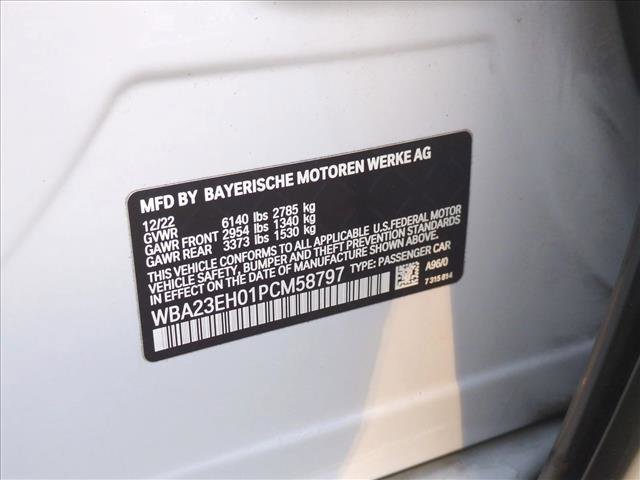 MFD BY BAYERISCHE MOTOREN WERKE AG
12/22
GVWR 6140 lbs 2785 kg
GAWR FRONT 2954 lbs 1340 kg
GAWR REAR 3373 lbs 1530 kg
THIS VEHICLE CONFORMS TO ALL APPLICABLE U.S.FEDERAL MOTOR
VEHICLE SAFETY, BUMPER AND THEFT PREVENTION STANDARDS
IN EFFECT ON THE DATE OF MANUFACTURE SHOWN ABOVE.
WBA23EH01PCM58797 TYPE: PASSENGER CAR
A96/0
7 315 814